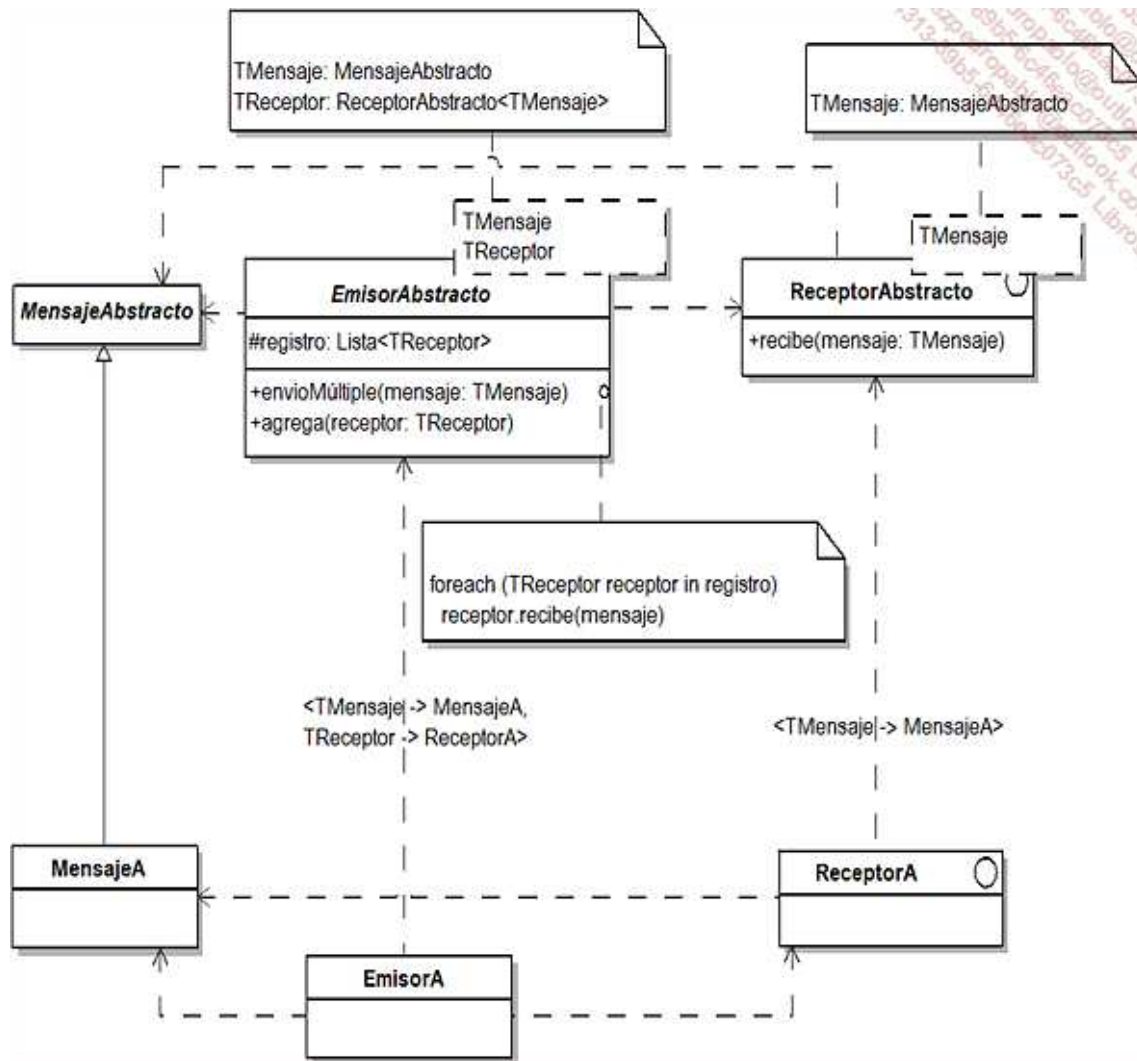 TMensaje: MensajeAbstracto
TReceptor: ReceptorAbstracto<TMensaje>
TMensaje: MensajeAbstracto
TMensaje
TReceptor
TMensaje
MensajeAbstracto
EmisorAbstracto
#registro: Lista<TReceptor>
+envioMúltiple(mensaje: TMensaje)
+agrega(receptor: TReceptor)
ReceptorAbstracto
+recibe(mensaje: TMensaje)
foreach (TReceptor receptor in registro)
receptor.recibe(mensaje)
<TMensaje -> MensajeA,
TReceptor -> ReceptorA>
<TMensaje -> MensajeA>
MensajeA
ReceptorA
EmisorA